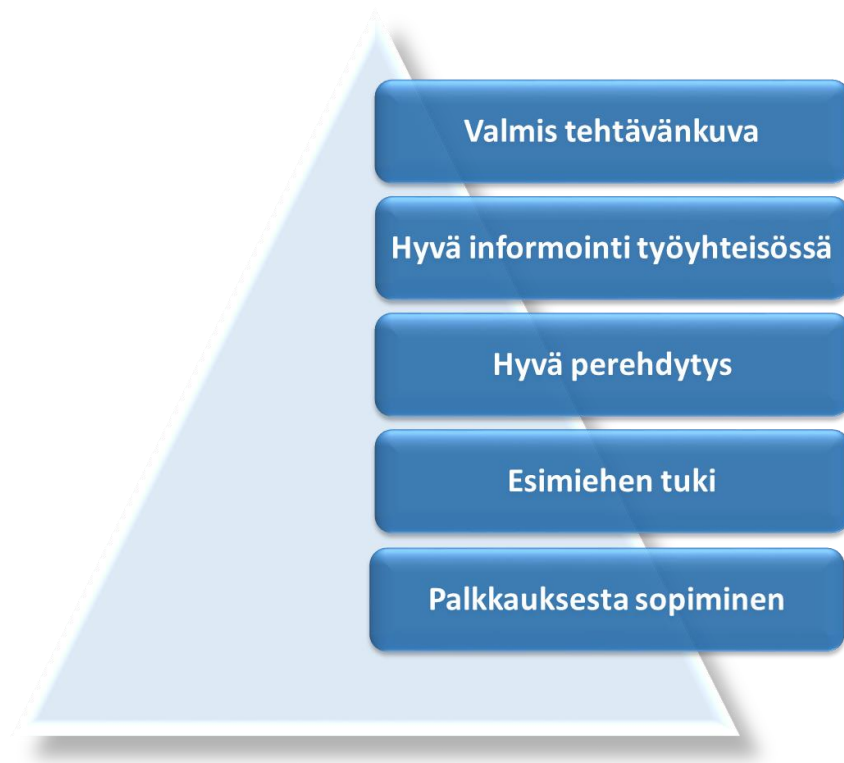 Valmis tehtävänkuva
Hyvä informointi työyhteisössä
Hyvä perehdytys
Esimiehen tuki
Palkkauksesta sopiminen